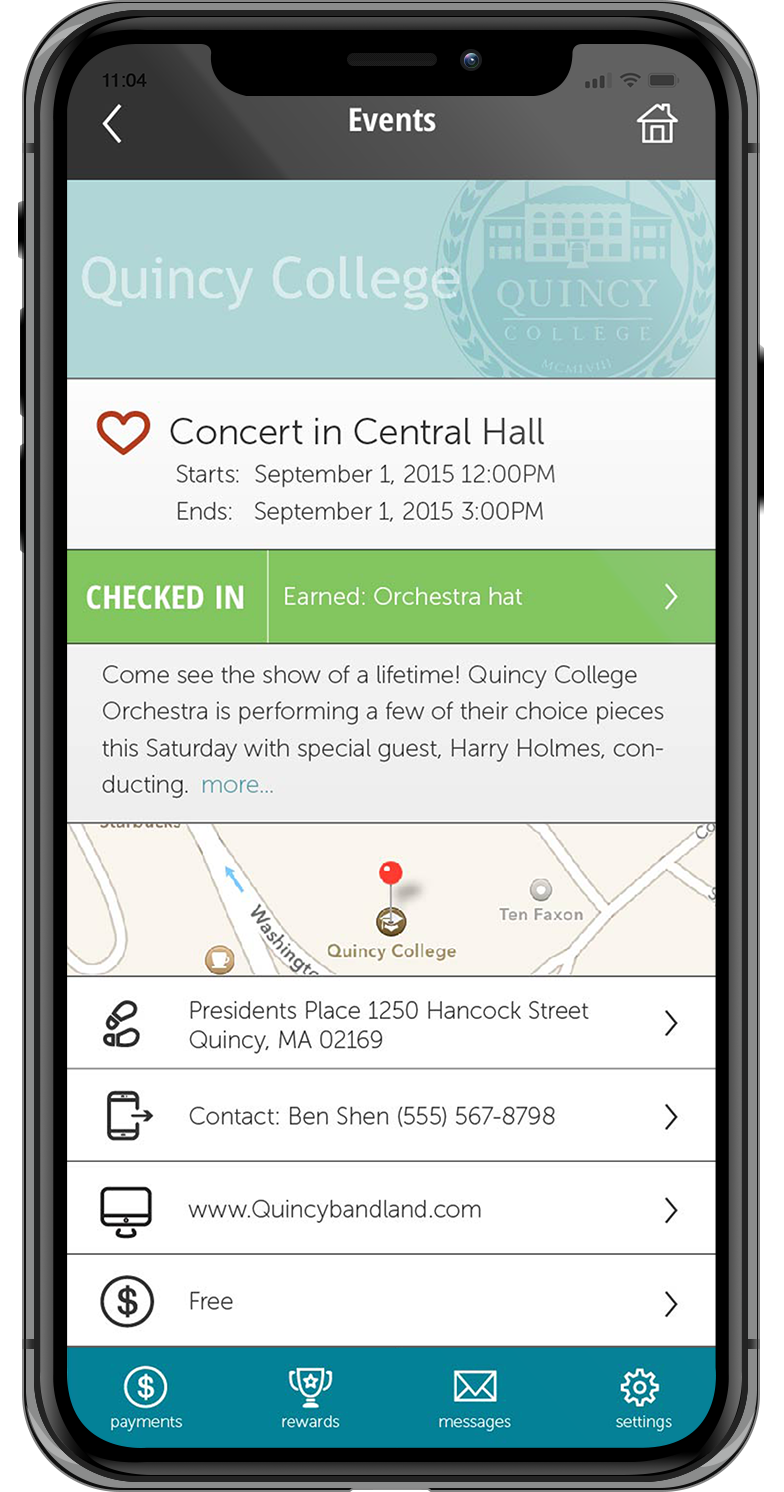 11:04
Events
Quincy College
QUINCY
COLLEGE
MCMLVIII
Concert in Central Hall
Starts: September 1, 2015 12:00PM
Ends: September 1, 2015 3:00PM
CHECKED IN
Earned: Orchestra hat
Come see the show of a lifetime! Quincy College
Orchestra is performing a few of their choice pieces
this Saturday with special guest, Harry Holmes, con-
ducting. more...
Starbucks
Ten Faxon
Quincy College
Presidents Place 1250 Hancock Street
Quincy, MA 02169
Contact: Ben Shen (555) 567-8798
www.Quincybandland.com
Free
payments
rewards
messages
settings